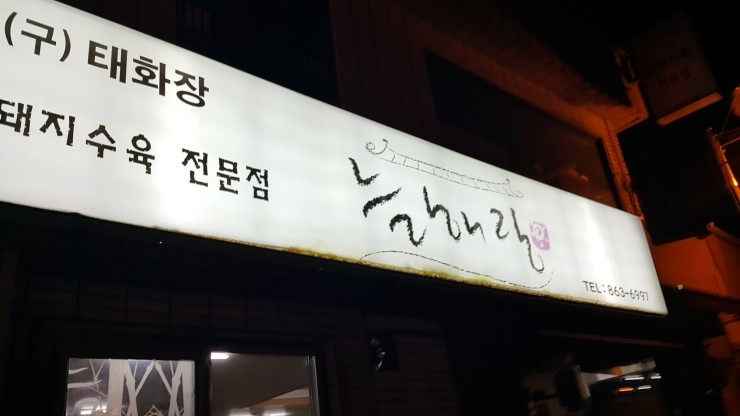 (구) 태화장
돼지수육 전문점
늘해랑
TEL: 863-6997